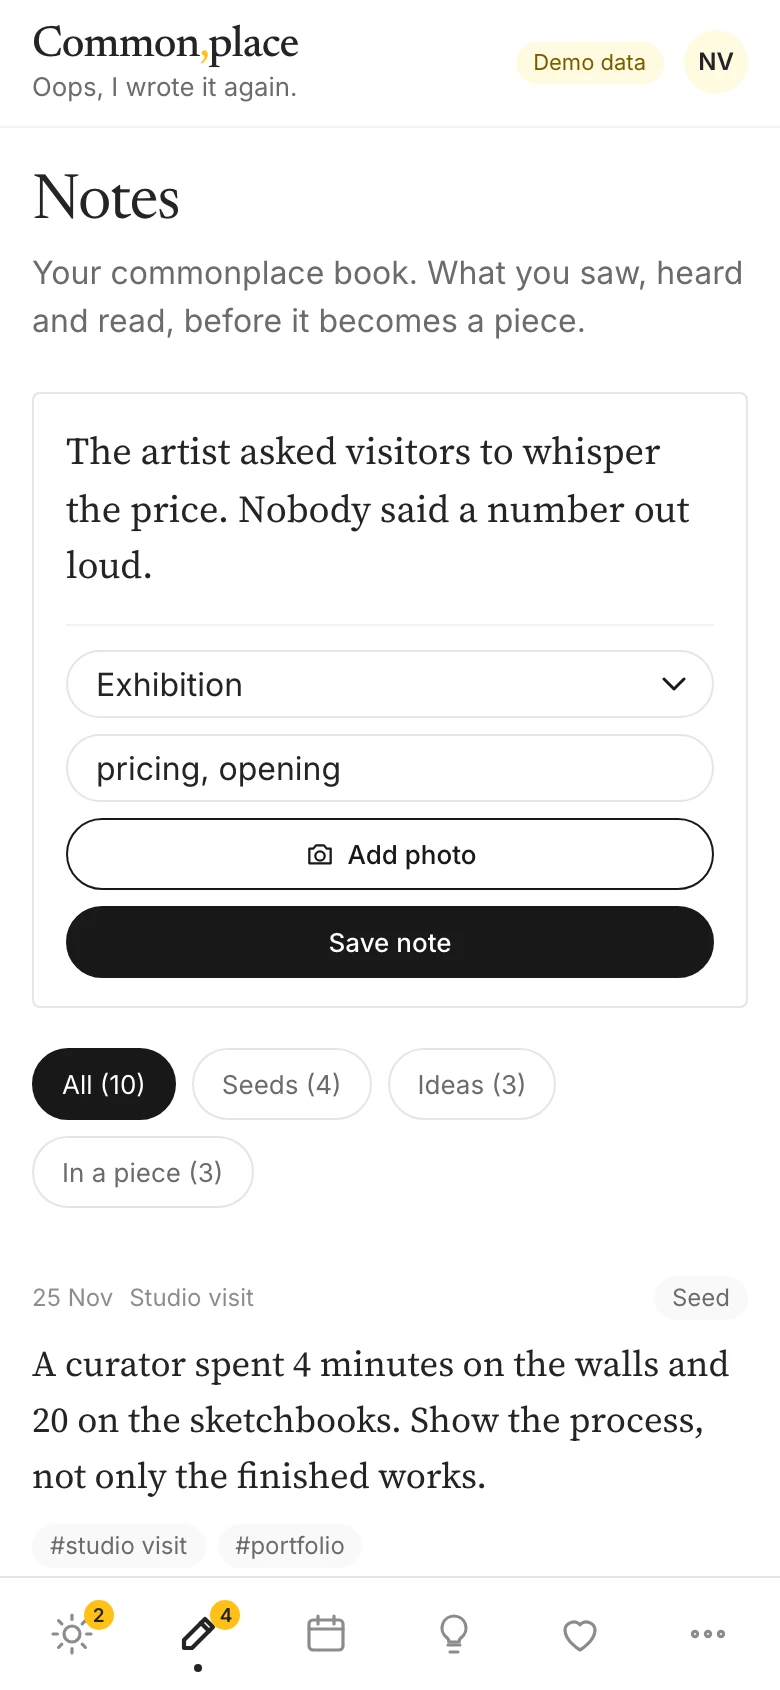 Common,place
Oops, I wrote it again.
Demo data
NV
Notes
Your commonplace book. What you saw, heard
and read, before it becomes a piece.
The artist asked visitors to whisper
the price. Nobody said a number out
loud.
Exhibition
pricing, opening
Add photo
Save note
All (10)
Seeds (4)
Ideas (3)
In a piece (3)
25 Nov Studio visit
Seed
A curator spent 4 minutes on the walls and
20 on the sketchbooks. Show the process,
not only the finished works.
#studio visit
#portfolio
2
4